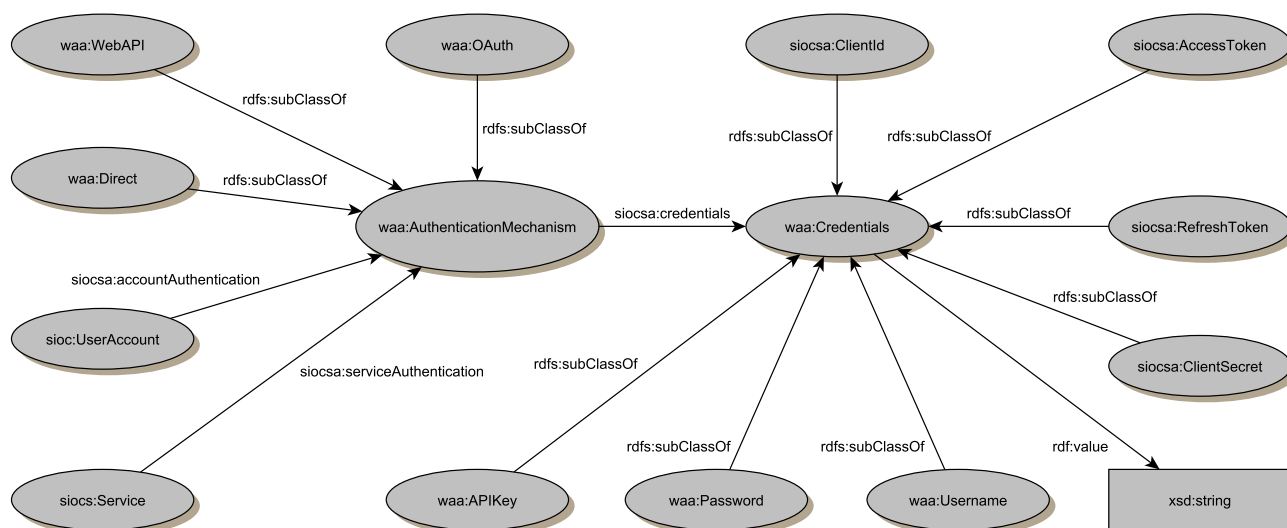 waa:WebAPI
waa:OAuth
siocsa:ClientId
siocsa:AccessToken
rdfs:subClassOf
rdfs:subClassOf
rdfs:subClassOf
rdfs:subClassOf
waa:Direct
rdfs:subClassOf
waa:AuthenticationMechanism
siocsa:credentials
waa:Credentials
rdfs:subClassOf
siocsa:RefreshToken
siocsa:accountAuthentication
rdfs:subClassOf
sioc:UserAccount
siocsa:serviceAuthentication
rdfs:subClassOf
siocsa:ClientSecret
rdfs:subClassOf
rdfs:subClassOf
rdf:value
siocs:Service
waa:APIKey
waa:Password
waa:Username
xsd:string